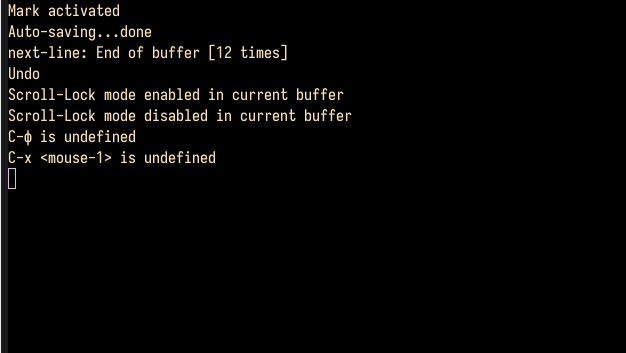 Mark activated
Auto-saving...done
next-line: End of buffer [12 times]
Undo
Scroll-Lock mode enabled in current buffer
Scroll-Lock mode disabled in current buffer
C-ф is undefined
C-x <mouse-1> is undefined